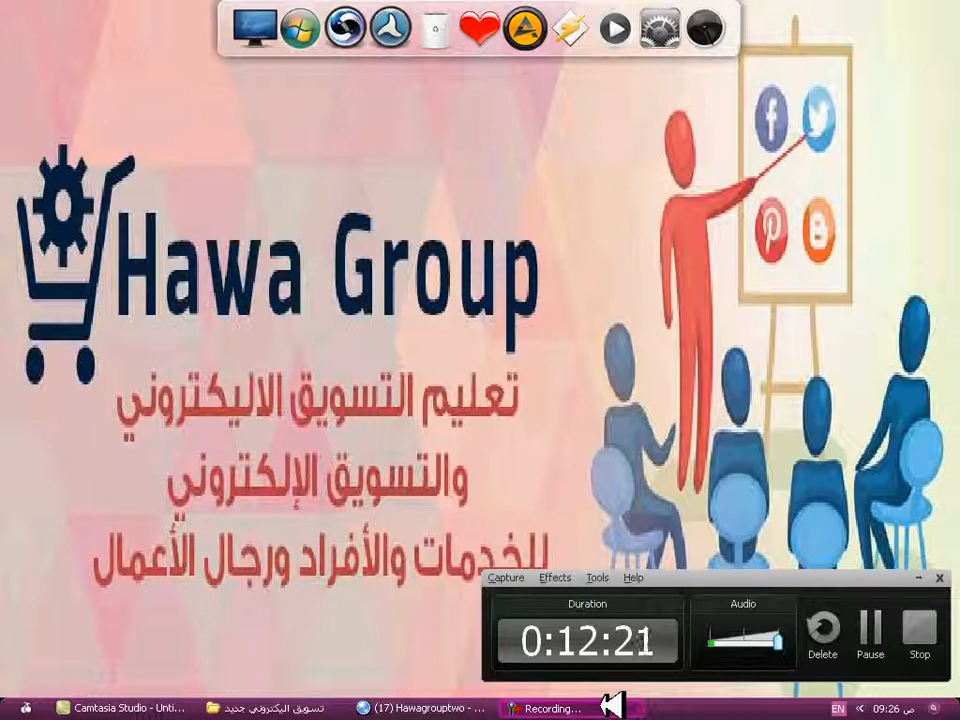 Hawa Group
تعليم التسويق الاليكتروني
والتسويق الإلكتروني
للخدمات والأفراد ورجال الأعمال
Capture Effects Tools Help
Duration
Audio
0:12:21
Delete
Pause
Stop
Camtasia Studio - Unti...
تسويق اليكتروني جديد
(17) Hawagrouptwo - ...
Recording...
EN
09:26 ص